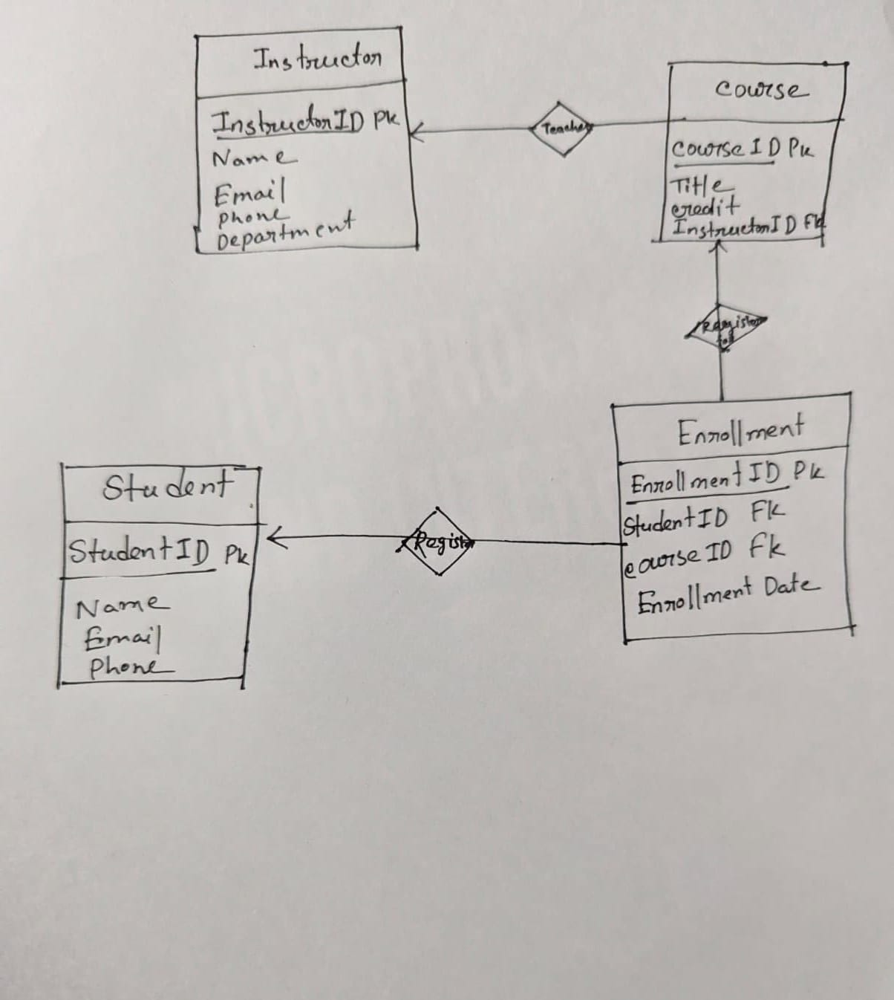 Instructor
InstructorID PK
Name
Email
Phone
Department
Teaches
Course
Course ID PK
Title
credit
InstructorID FK
Register
Enrollment
Enrollment ID PK
StudentID FK
course ID FK
Enrollment Date
Register
Student
StudentID PK
Name
Email
Phone